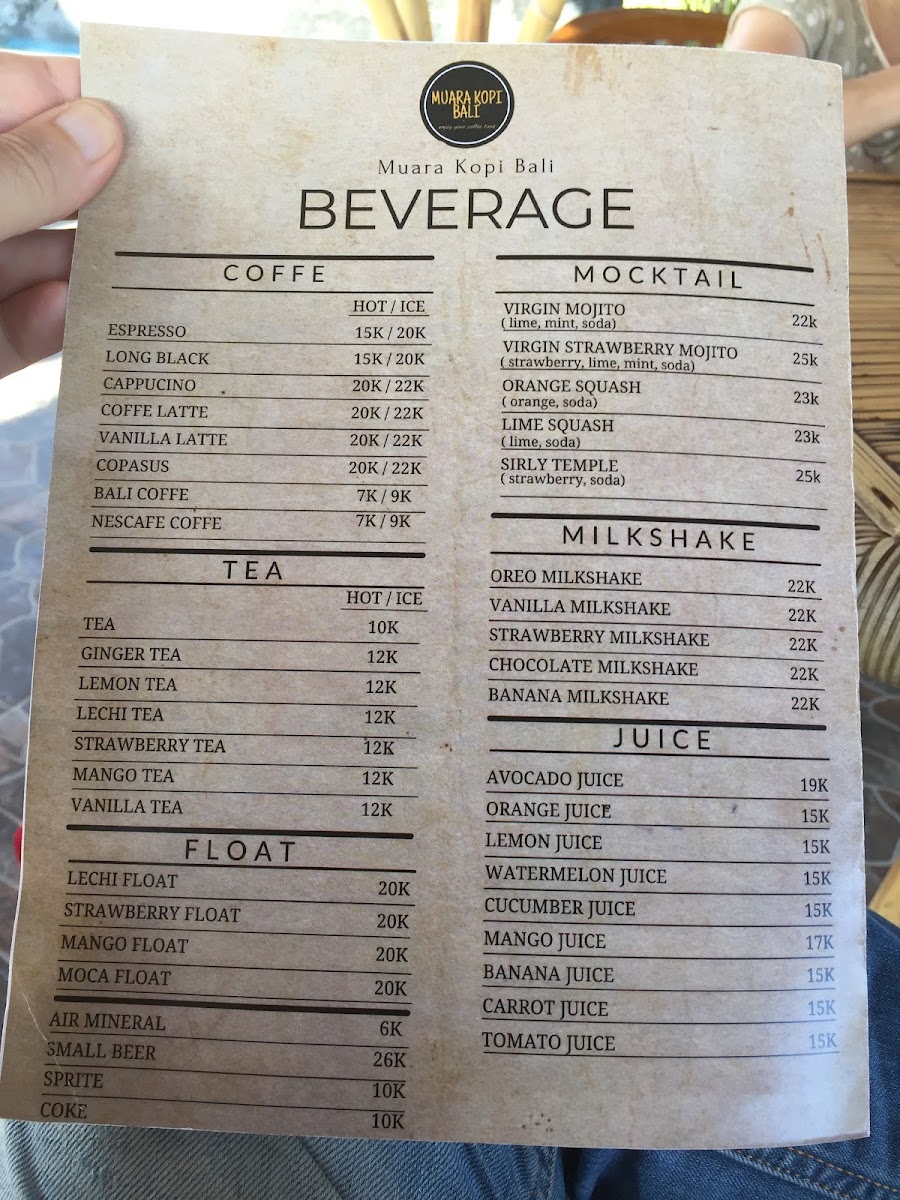 MUARA KOPI
BALI
enjoy your coffee time
Muara Kopi Bali
BEVERAGE
COFFE
HOT / ICE
ESPRESSO 15K / 20K
LONG BLACK 15K / 20K
CAPPUCINO 20K / 22K
COFFE LATTE 20K / 22K
VANILLA LATTE 20K / 22K
COPASUS 20K / 22K
BALI COFFE 7K / 9K
NESCAFE COFFE 7K / 9K
TEA
HOT / ICE
TEA 10K
GINGER TEA 12K
LEMON TEA 12K
LECHI TEA 12K
STRAWBERRY TEA 12K
MANGO TEA 12K
VANILLA TEA 12K
FLOAT
LECHI FLOAT 20K
STRAWBERRY FLOAT 20K
MANGO FLOAT 20K
MOCA FLOAT 20K
AIR MINERAL 6K
SMALL BEER 26K
SPRITE 10K
COKE 10K
MOCKTAIL
VIRGIN MOJITO 22k
( lime, mint, soda)
VIRGIN STRAWBERRY MOJITO 25k
( strawberry, lime, mint, soda)
ORANGE SQUASH 23k
( orange, soda)
LIME SQUASH 23k
( lime, soda)
SIRLY TEMPLE 25k
( strawberry, soda)
MILKSHAKE
OREO MILKSHAKE 22K
VANILLA MILKSHAKE 22K
STRAWBERRY MILKSHAKE 22K
CHOCOLATE MILKSHAKE 22K
BANANA MILKSHAKE 22K
JUICE
AVOCADO JUICE 19K
ORANGE JUICE 15K
LEMON JUICE 15K
WATERMELON JUICE 15K
CUCUMBER JUICE 15K
MANGO JUICE 17K
BANANA JUICE 15K
CARROT JUICE 15K
TOMATO JUICE 15K